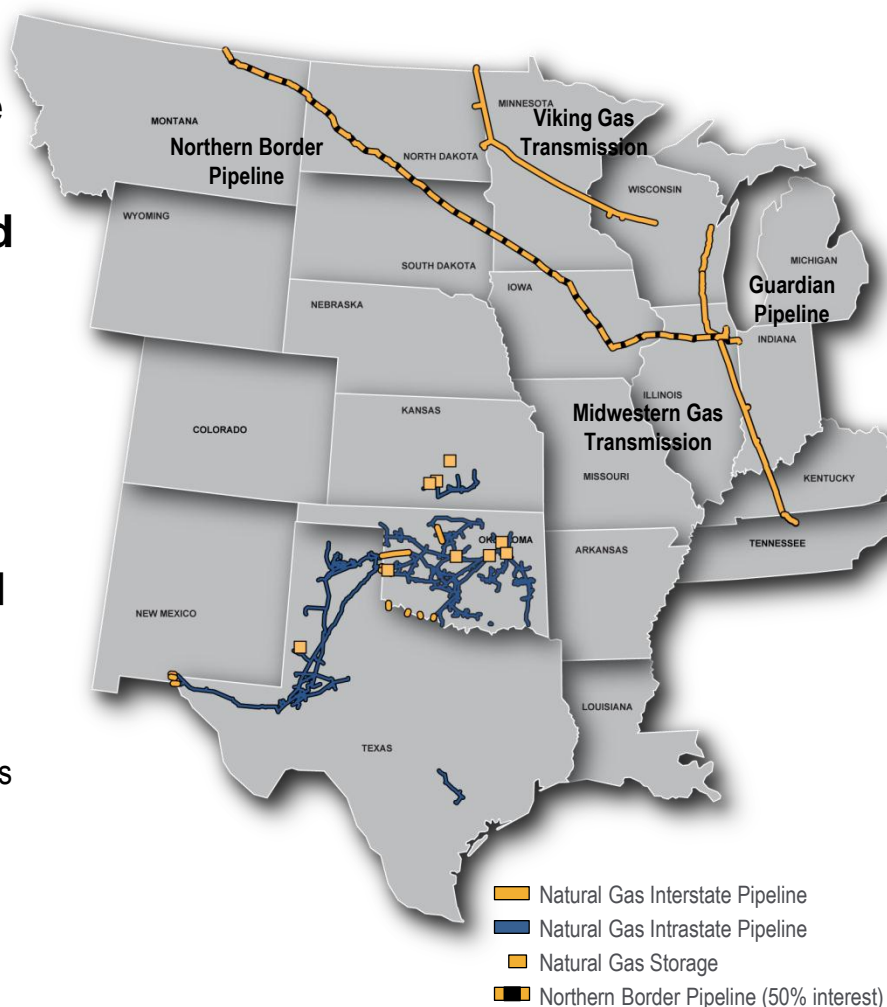 e
d
l
s
MONTANA
Northern Border
Pipeline
NORTH DAKOTA
MINNESOTA
Viking Gas
Transmission
WISCONSIN
WYOMING
SOUTH DAKOTA
MICHIGAN
Guardian
Pipeline
NEBRASKA
IOWA
INDIANA
ILLINOIS
COLORADO
KANSAS
Midwestern Gas
Transmission
MISSOURI
KENTUCKY
TENNESSEE
OKLAHOMA
ARKANSAS
NEW MEXICO
LOUISIANA
TEXAS
Natural Gas Interstate Pipeline
Natural Gas Intrastate Pipeline
Natural Gas Storage
Northern Border Pipeline (50% interest)